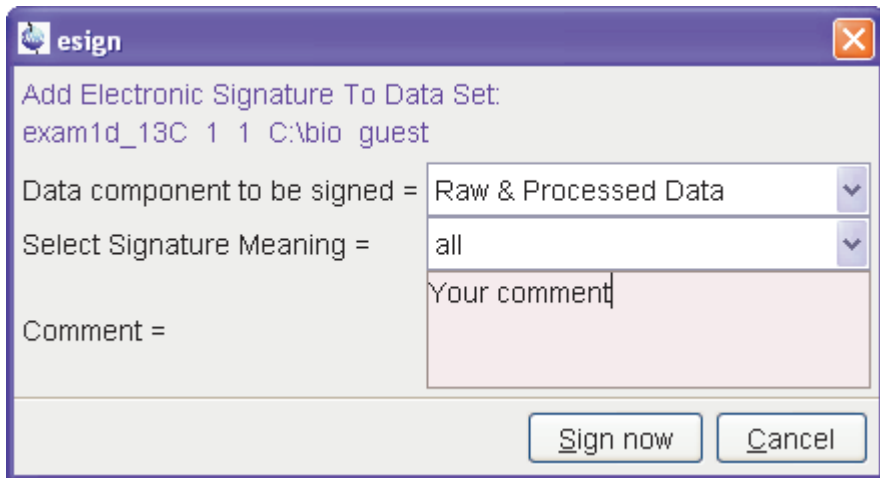 esign
Add Electronic Signature To Data Set:
exam1d_13C 1 1 C:\bio guest
Data component to be signed = Raw & Processed Data
Select Signature Meaning = all
Your comment
Comment =
Sign now Cancel